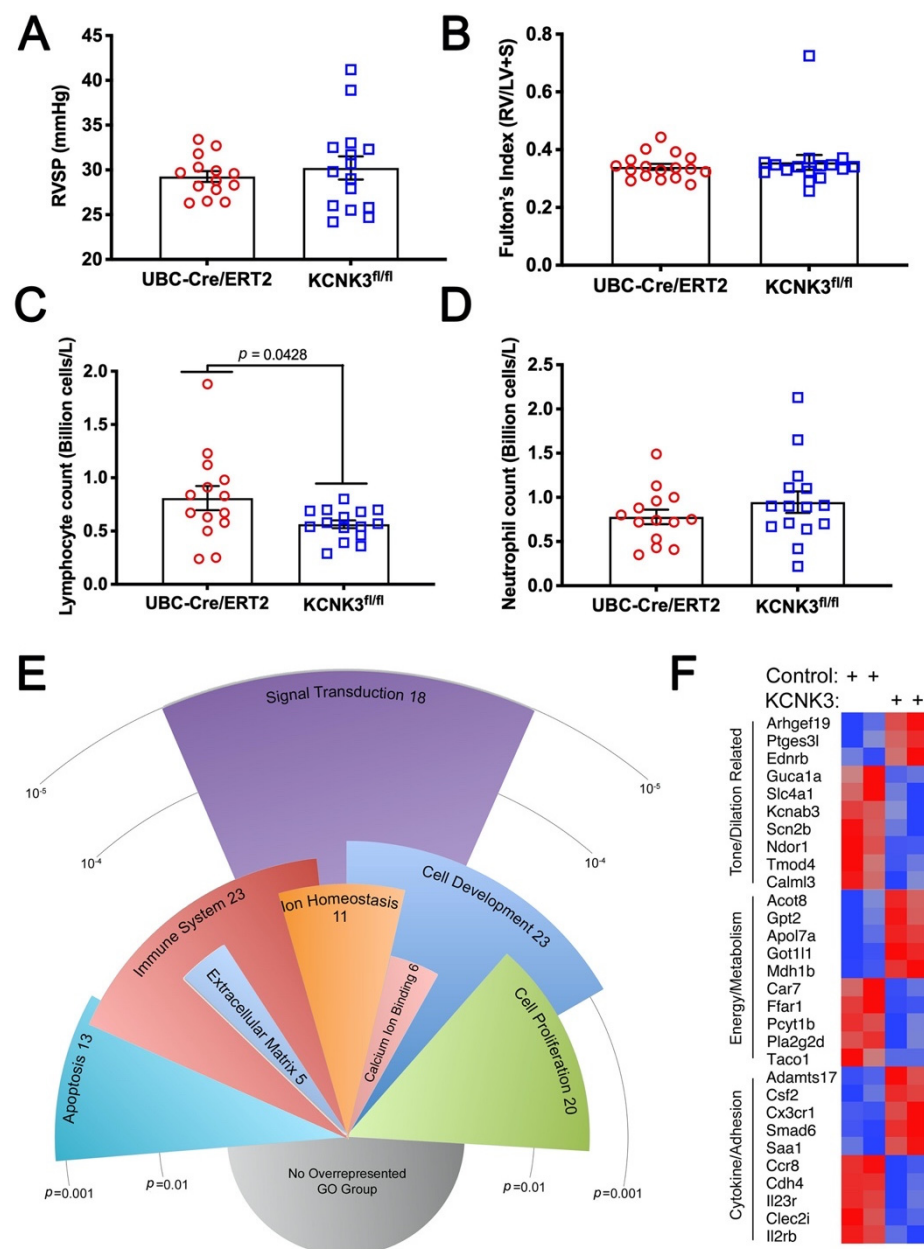 A
RVSP (mmHg)
45
40
35
30
25
20
UBC-Cre/ERT2
KCNK3fl/fl
B
Fulton's Index (RV/LV+S)
0.8
0.6
0.4
0.2
0.0
UBC-Cre/ERT2
KCNK3fl/fl
C
Lymphocyte count (Billion cells/L)
p = 0.0428
2.0
1.5
1.0
0.5
0.0
UBC-Cre/ERT2
KCNK3fl/fl
D
Neutrophil count (Billion cells/L)
2.5
2.0
1.5
1.0
0.5
0.0
UBC-Cre/ERT2
KCNK3fl/fl
E
Signal Transduction 18
10-5
10-5
10-4
10-4
Immune System 23
Ion Homeostasis
11
Cell Development 23
Extracellular Matrix 5
Calcium Ion Binding 6
Apoptosis 13
Cell Proliferation 20
No Overrepresented
GO Group
p=0.001
p=0.01
p=0.01
p=0.001
F
Control: + +
KCNK3: + +
Tone/Dilation Related
Arhgef19
Ptges3l
Ednrb
Guca1a
Slc4a1
Kcnab3
Scn2b
Ndor1
Tmod4
Calml3
Energy/Metabolism
Acot8
Gpt2
Apol7a
Got1l1
Mdh1b
Car7
Ffar1
Pcyt1b
Pla2g2d
Taco1
Cytokine/Adhesion
Adamts17
Csf2
Cx3cr1
Smad6
Saa1
Ccr8
Cdh4
Il23r
Clec2i
Il2rb